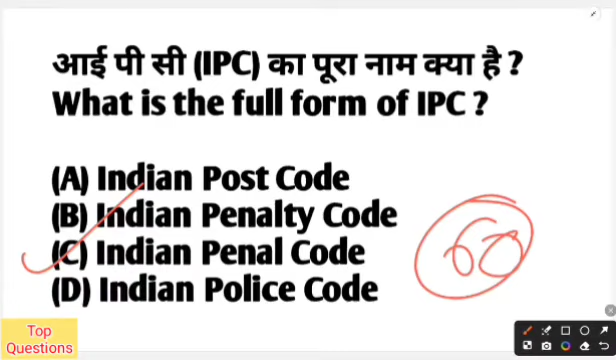 आई पी सी (IPC) का पूरा नाम क्या है ?
What is the full form of IPC ?
(A) Indian Post Code
(B) Indian Penalty Code
(C) Indian Penal Code
(D) Indian Police Code
60
Top
Questions